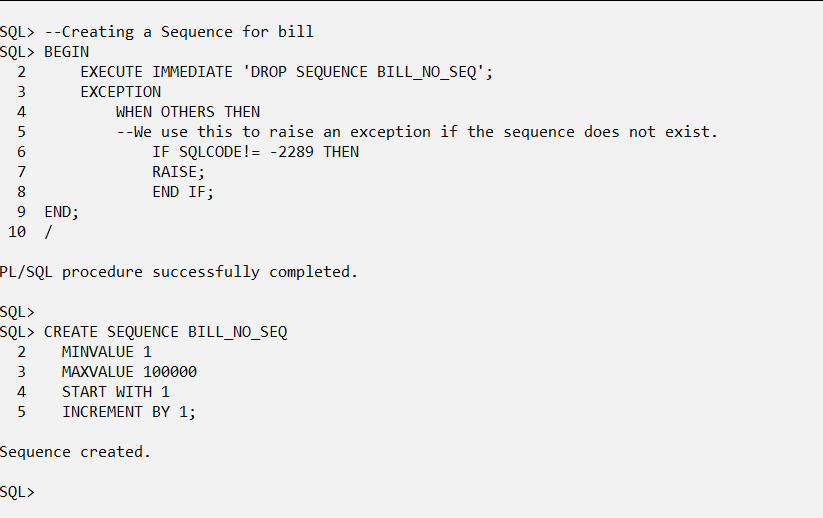 SQL> --Creating a Sequence for bill
SQL> BEGIN
  2      EXECUTE IMMEDIATE 'DROP SEQUENCE BILL_NO_SEQ';
  3      EXCEPTION
  4          WHEN OTHERS THEN
  5          --We use this to raise an exception if the sequence does not exist.
  6              IF SQLCODE!= -2289 THEN
  7              RAISE;
  8              END IF;
  9  END;
 10  /
PL/SQL procedure successfully completed.
SQL>
SQL> CREATE SEQUENCE BILL_NO_SEQ
  2    MINVALUE 1
  3    MAXVALUE 100000
  4    START WITH 1
  5    INCREMENT BY 1;
Sequence created.
SQL>